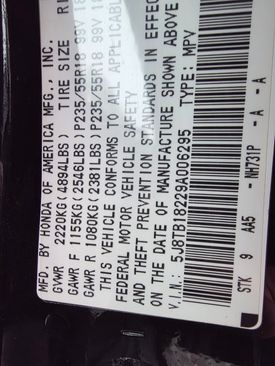 MFD. BY HONDA OF AMERICA MFG., INC.
GVWR 2220KG (4894LBS) TIRE SIZE
GAWR F 1155KG (2546LBS) P235/55R18 99V
GAWR R 1080KG (2381LBS) P235/55R18 99V
THIS VEHICLE CONFORMS TO ALL APPLICABLE
FEDERAL MOTOR VEHICLE SAFETY
AND THEFT PREVENTION STANDARDS IN EFFECT
ON THE DATE OF MANUFACTURE SHOWN ABOVE
V.I.N.: 5J8TB18229A006295 TYPE: MPV
STK 9 AA5 - NH731P - A - A